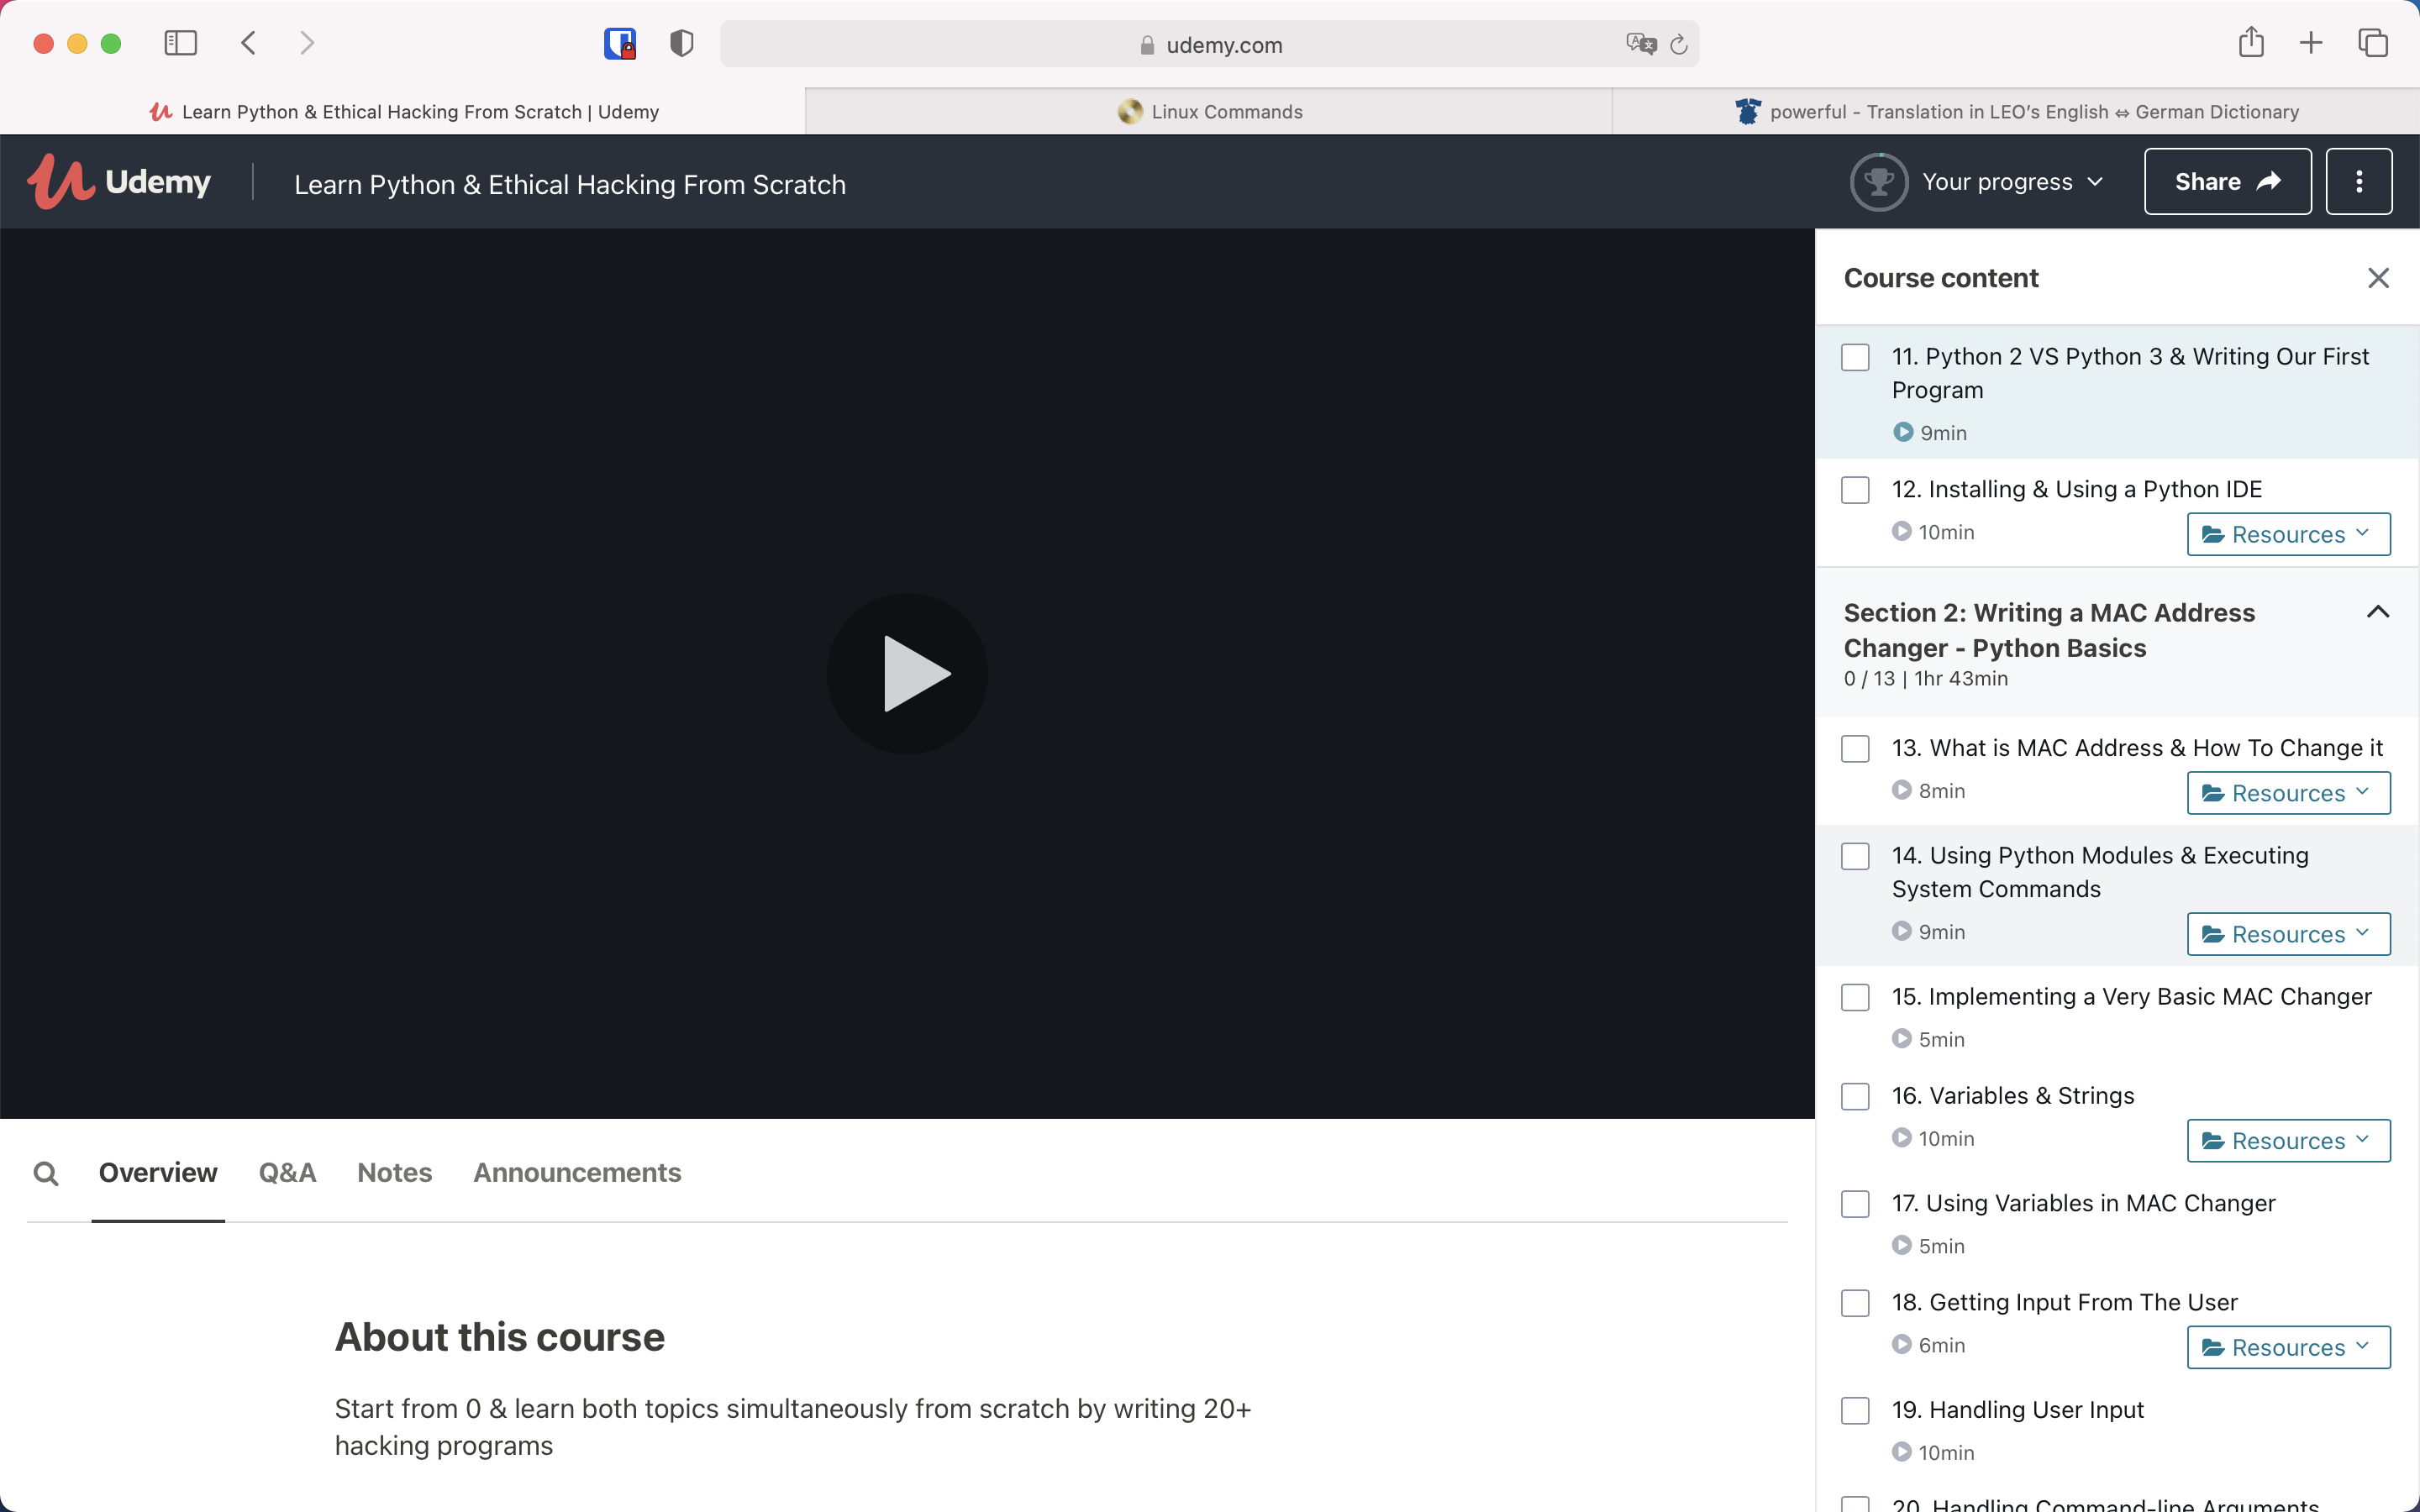 udemy.com
Learn Python & Ethical Hacking From Scratch | Udemy
Linux Commands
powerful - Translation in LEO's English ⇔ German Dictionary
Udemy
Learn Python & Ethical Hacking From Scratch
Your progress
Share
Course content
11. Python 2 VS Python 3 & Writing Our First
Program
9min
12. Installing & Using a Python IDE
10min
Resources
Section 2: Writing a MAC Address
Changer - Python Basics
0 / 13 | 1hr 43min
13. What is MAC Address & How To Change it
8min
Resources
14. Using Python Modules & Executing
System Commands
9min
Resources
15. Implementing a Very Basic MAC Changer
5min
16. Variables & Strings
10min
Resources
17. Using Variables in MAC Changer
5min
18. Getting Input From The User
6min
Resources
19. Handling User Input
10min
20. Handling Command-line Arguments
Overview
Q&A
Notes
Announcements
About this course
Start from 0 & learn both topics simultaneously from scratch by writing 20+
hacking programs